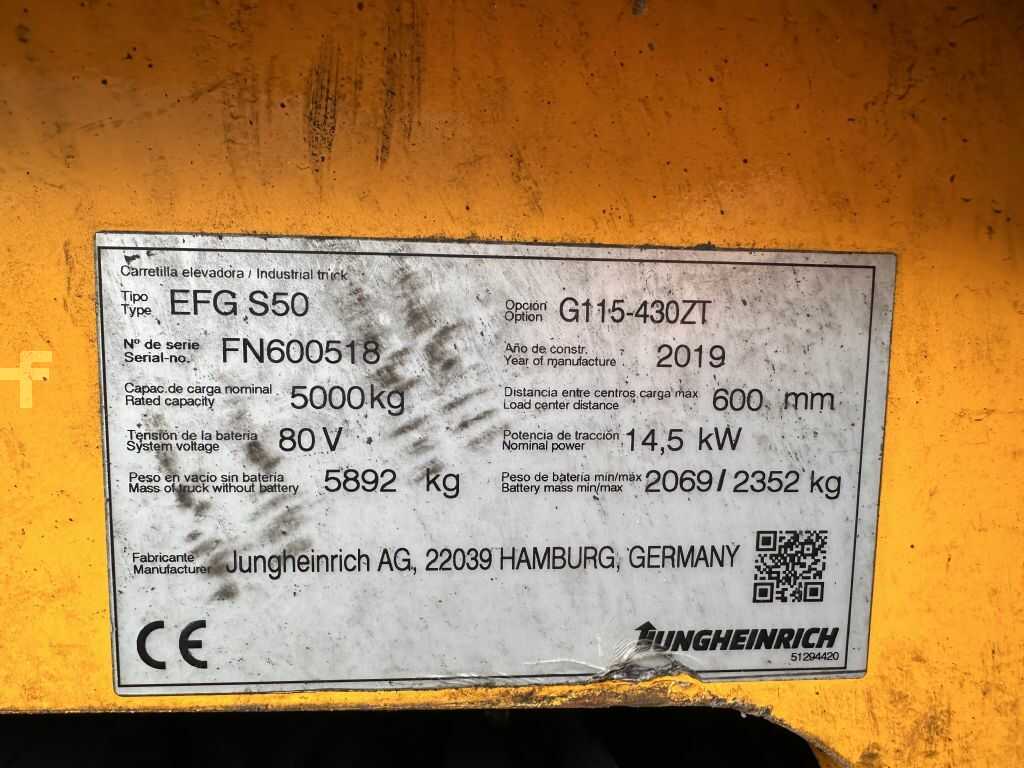 Carretilla elevadora / Industrial truck
Tipo
Type EFG S50
Opción
Option G115-430ZT
Nº de serie
Serial-no. FN600518
Año de constr.
Year of manufacture 2019
Capac.de carga nominal
Rated capacity 5000 kg
Distancia entre centros carga max
Load center distance 600 mm
Tensión de la batería
System voltage 80 V
Potencia de tracción
Nominal power 14,5 kW
Peso en vacio sin batería
Mass of truck without battery 5892 kg
Peso de batería min/máx
Battery mass min/max 2069 / 2352 kg
Fabricante
Manufacturer Jungheinrich AG, 22039 HAMBURG, GERMANY
CE
JUNGHEINRICH
51294420